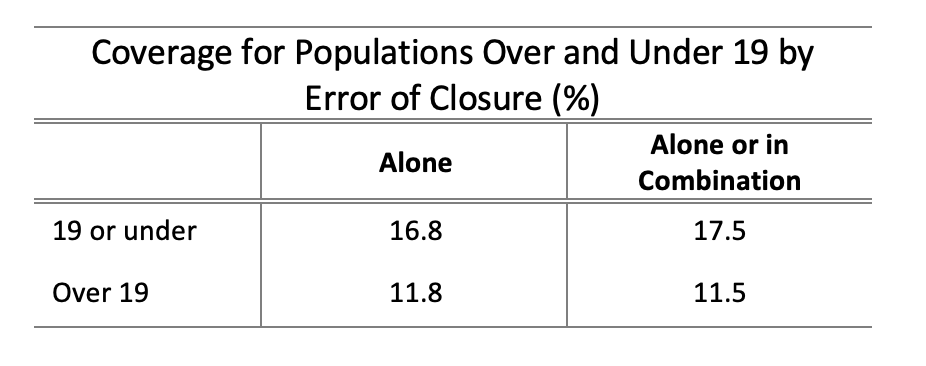 Coverage for Populations Over and Under 19 by
Error of Closure (%)
Alone
Alone or in
Combination
19 or under 16.8 17.5
Over 19 11.8 11.5